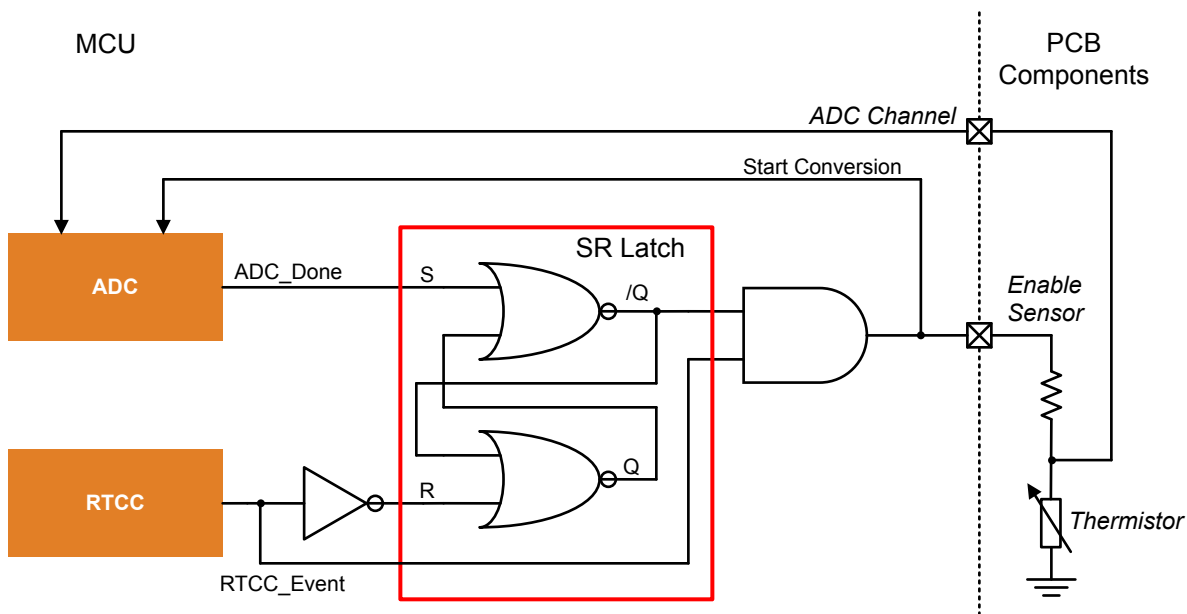 MCU
PCB
Components
ADC Channel
Start Conversion
SR Latch
ADC
ADC_Done
S
/Q
Enable
Sensor
RTCC
R
Q
Thermistor
RTCC_Event